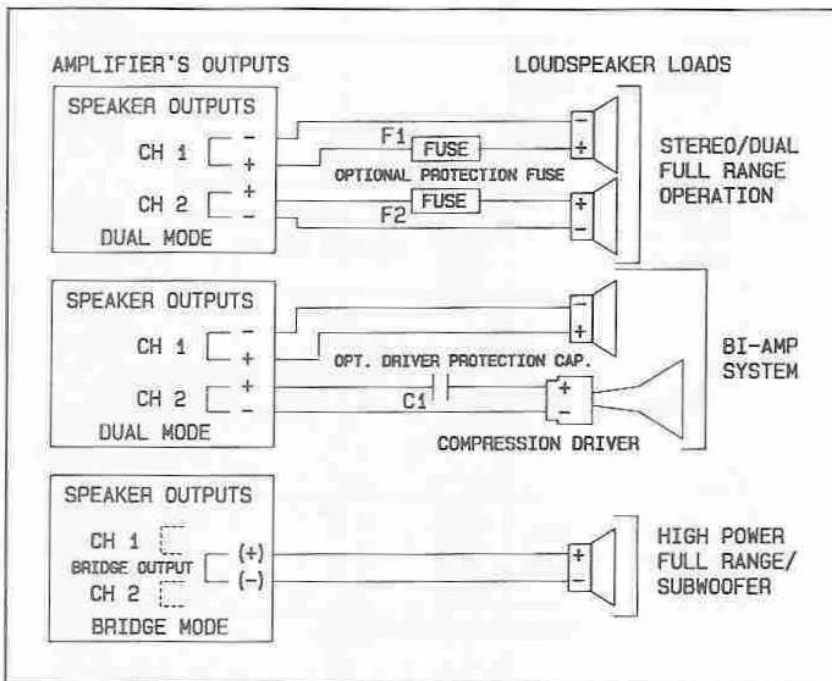 AMPLIFIER'S OUTPUTS
LOUDSPEAKER LOADS
SPEAKER OUTPUTS
CH 1
-
+
CH 2
+
-
DUAL MODE
F1
FUSE
OPTIONAL PROTECTION FUSE
FUSE
F2
-
+
+
-
STEREO/DUAL
FULL RANGE
OPERATION
SPEAKER OUTPUTS
CH 1
-
+
CH 2
+
-
DUAL MODE
-
+
OPT. DRIVER PROTECTION CAP.
C1
+
-
COMPRESSION DRIVER
BI-AMP
SYSTEM
SPEAKER OUTPUTS
CH 1
BRIDGE OUTPUT
(+)
(-)
CH 2
BRIDGE MODE
+
-
HIGH POWER
FULL RANGE/
SUBWOOFER